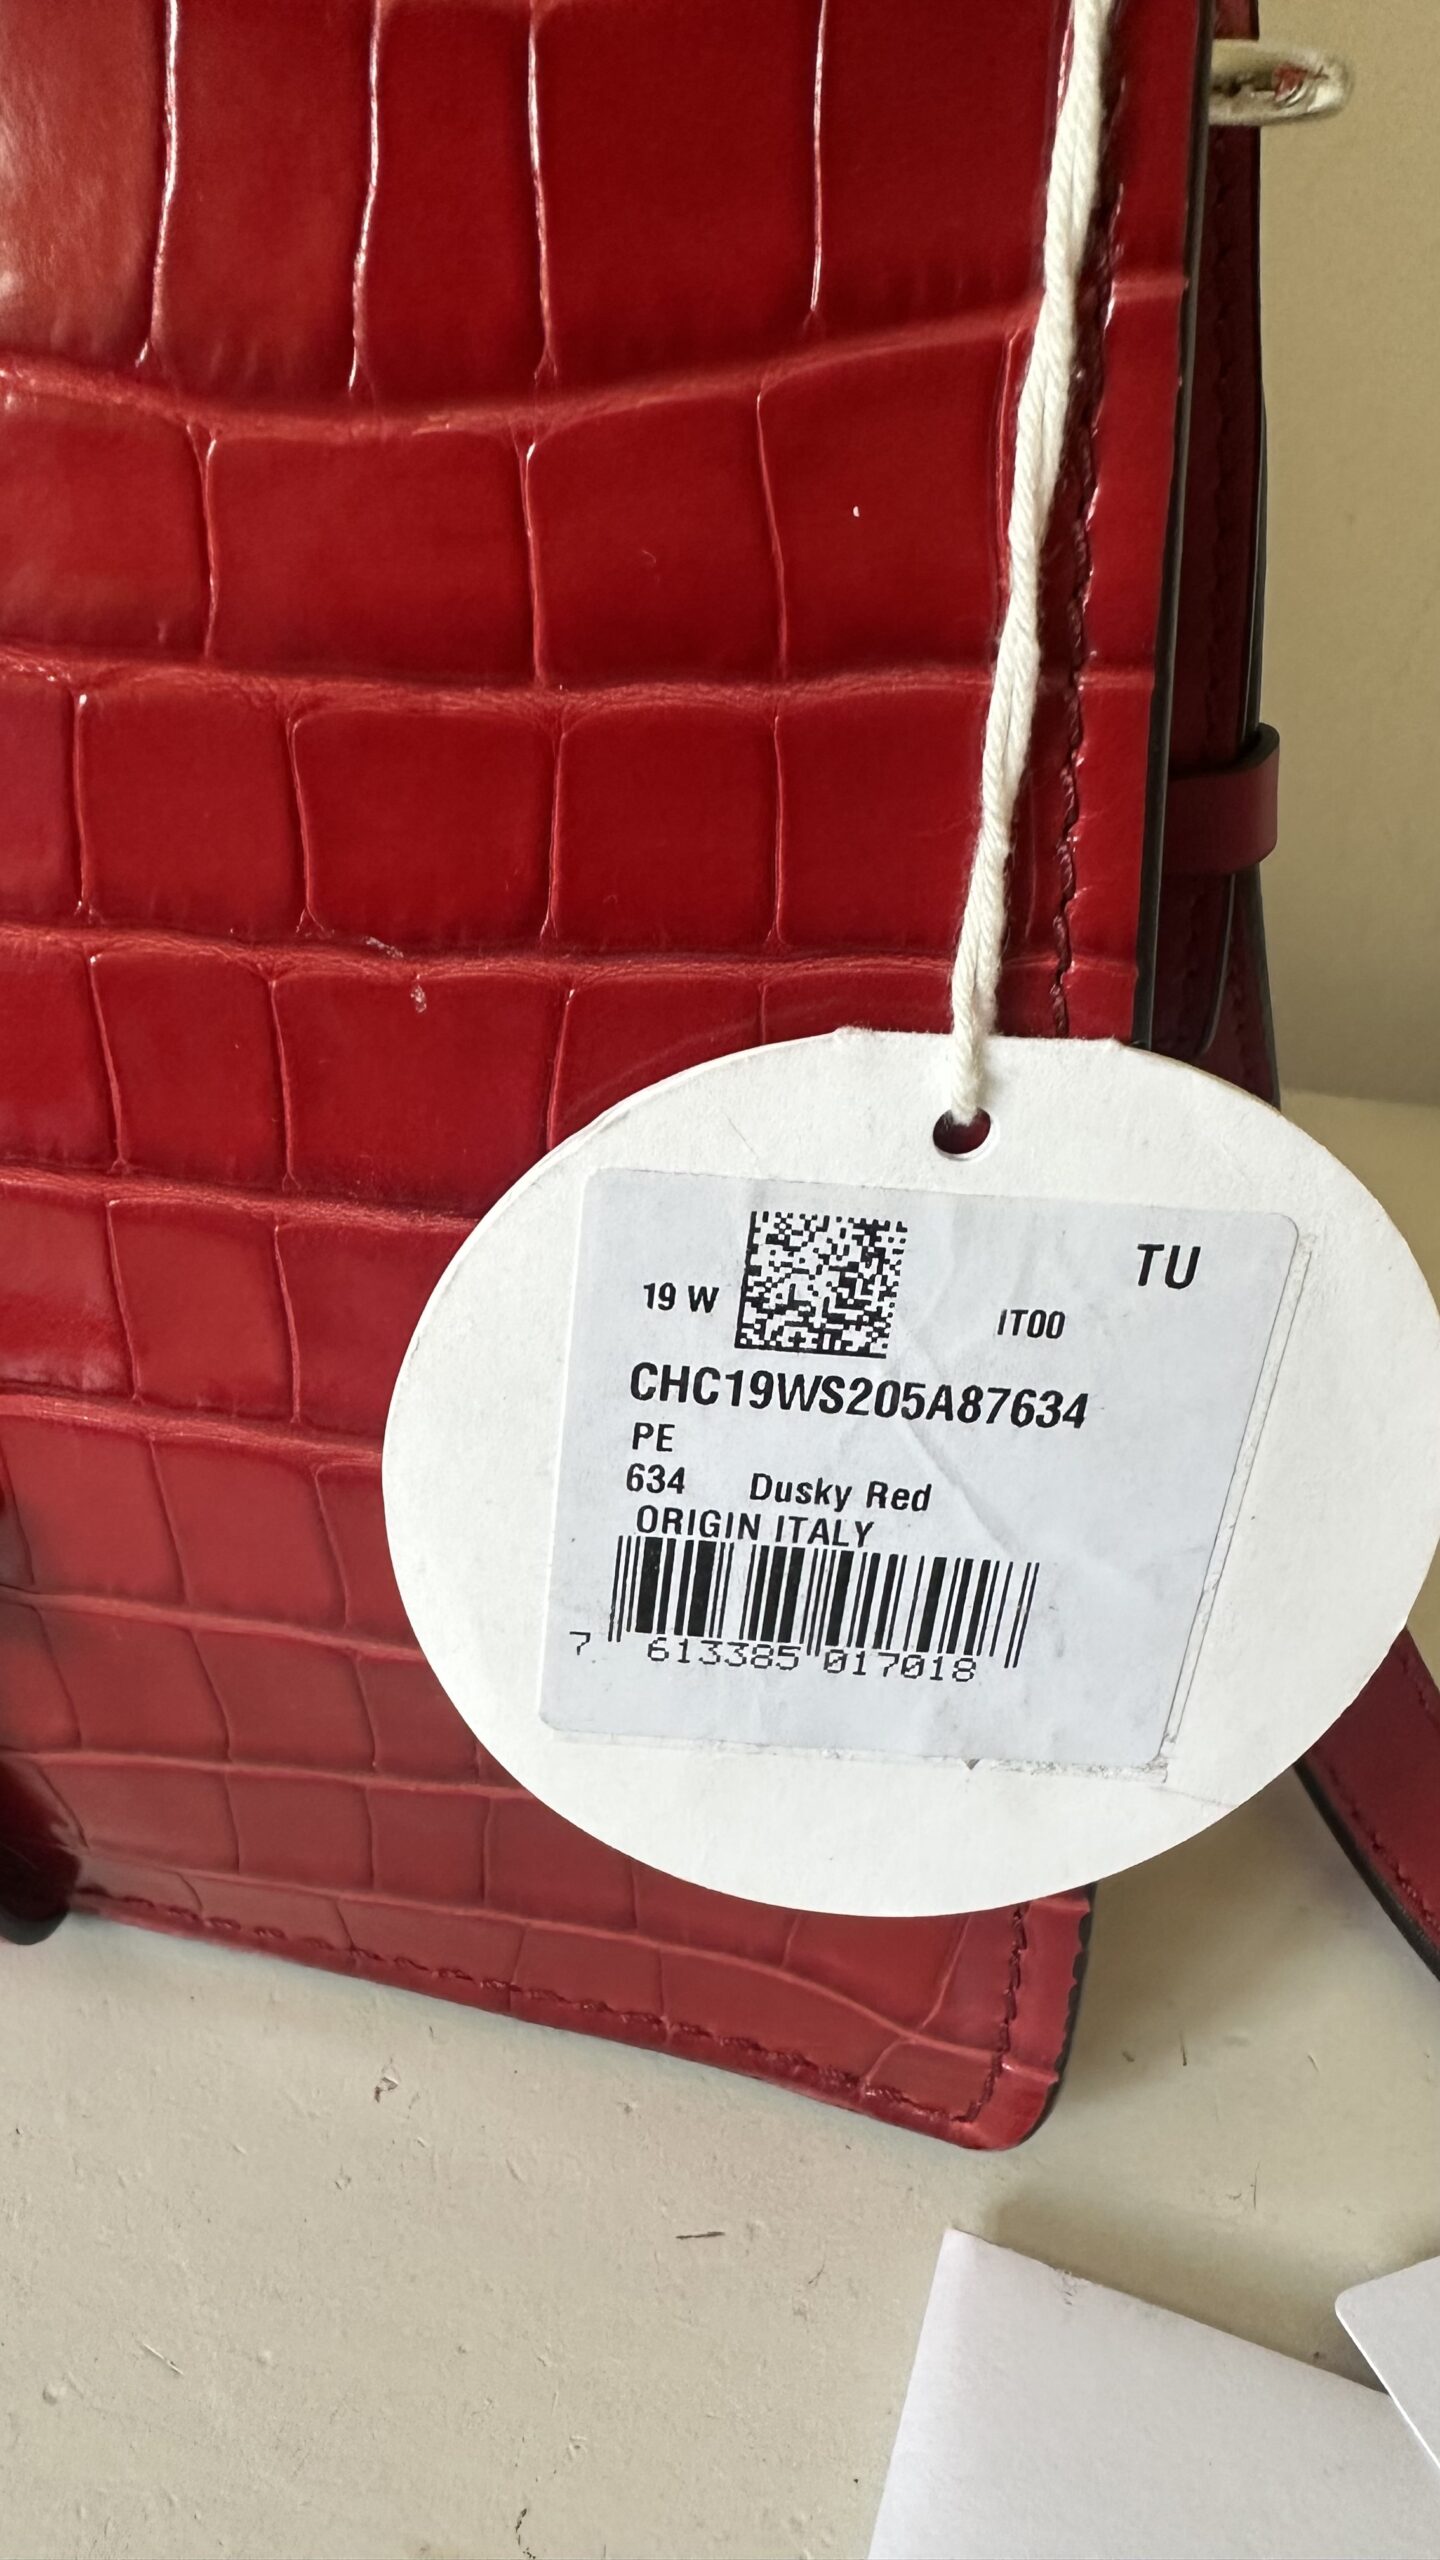 TU
19 W IT00
CHC19WS205A87634
PE
634 Dusky Red
ORIGIN ITALY
7 613385 017018